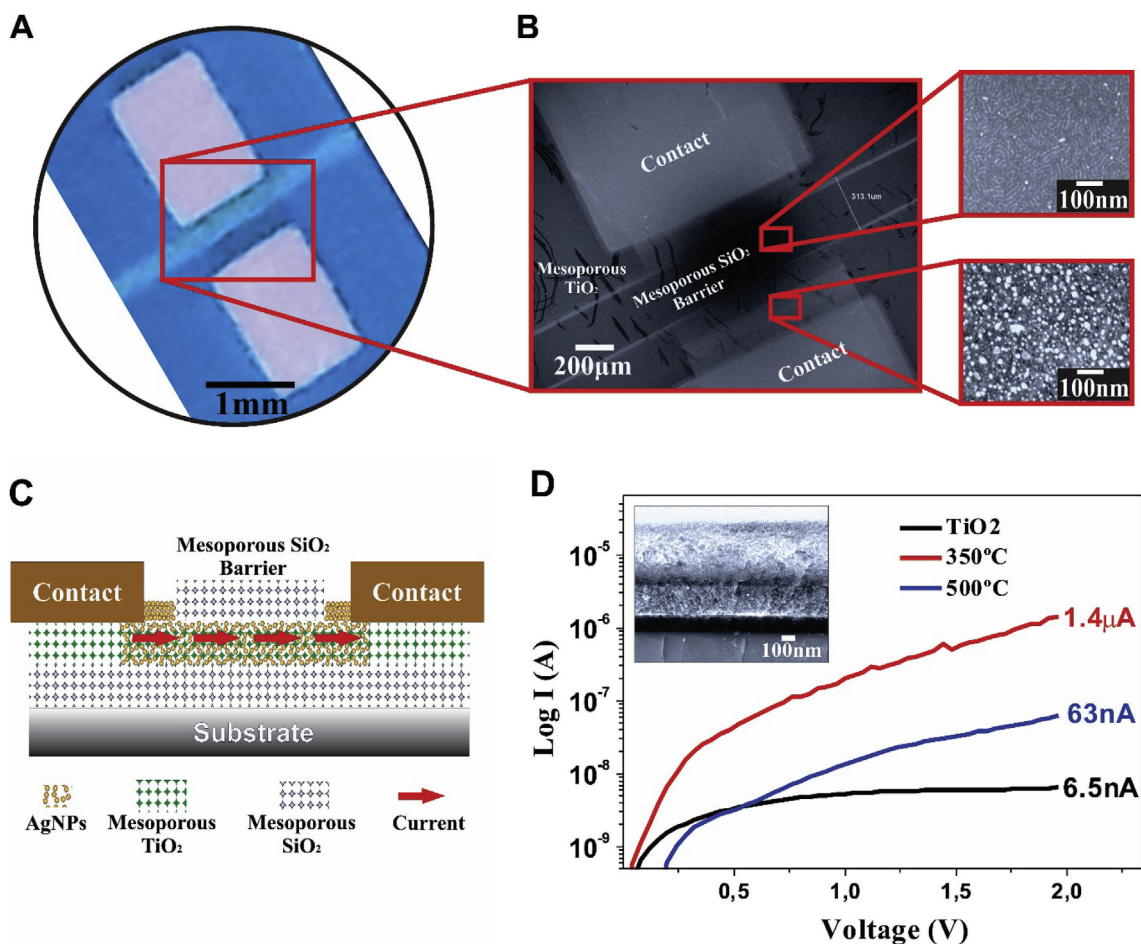 A
1mm
B
Contact
313.1um
Mesoporous
TiO₂
Mesoporous SiO₂
Barrier
200μm
Contact
100nm
100nm
C
Mesoporous SiO₂
Barrier
Contact
Contact
Substrate
AgNPs
Mesoporous
TiO₂
Mesoporous
SiO₂
Current
D
Log I (A)
10⁻⁵
10⁻⁶
10⁻⁷
10⁻⁸
10⁻⁹
100nm
TiO2
350ºC
500ºC
1.4μA
63nA
6.5nA
0,5
1,0
1,5
2,0
Voltage (V)